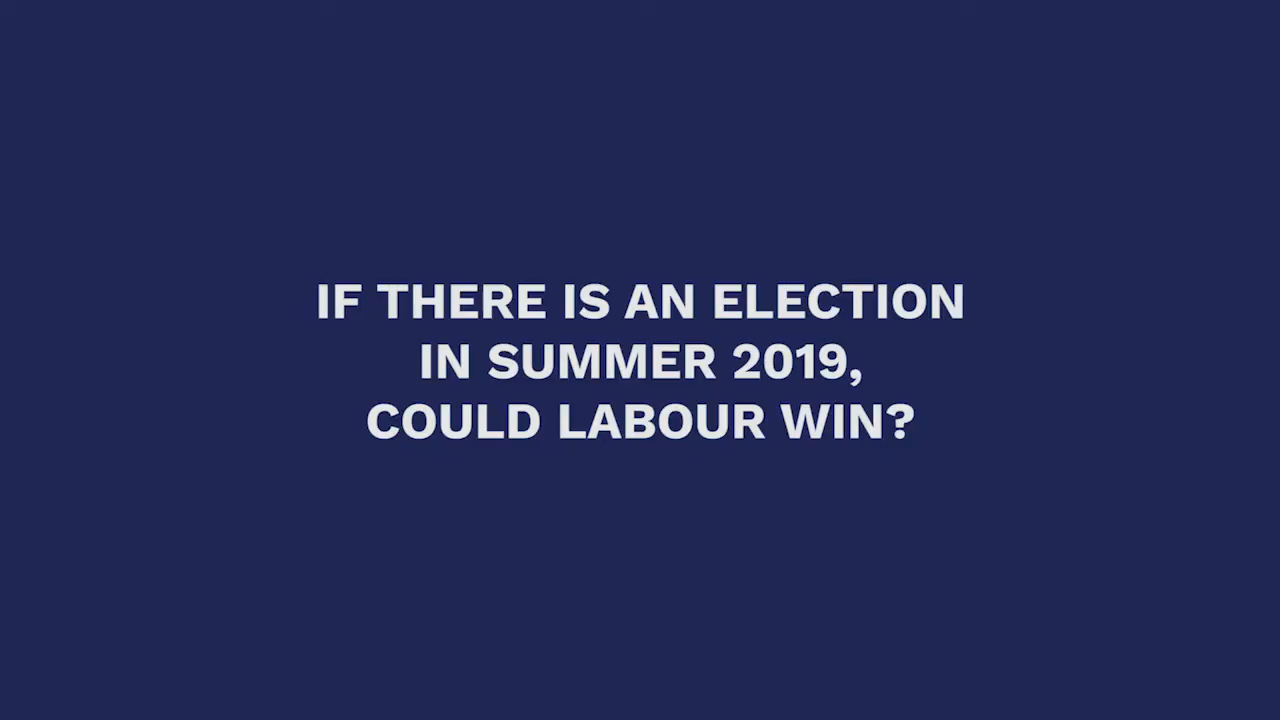 IF THERE IS AN ELECTION
IN SUMMER 2019,
COULD LABOUR WIN?